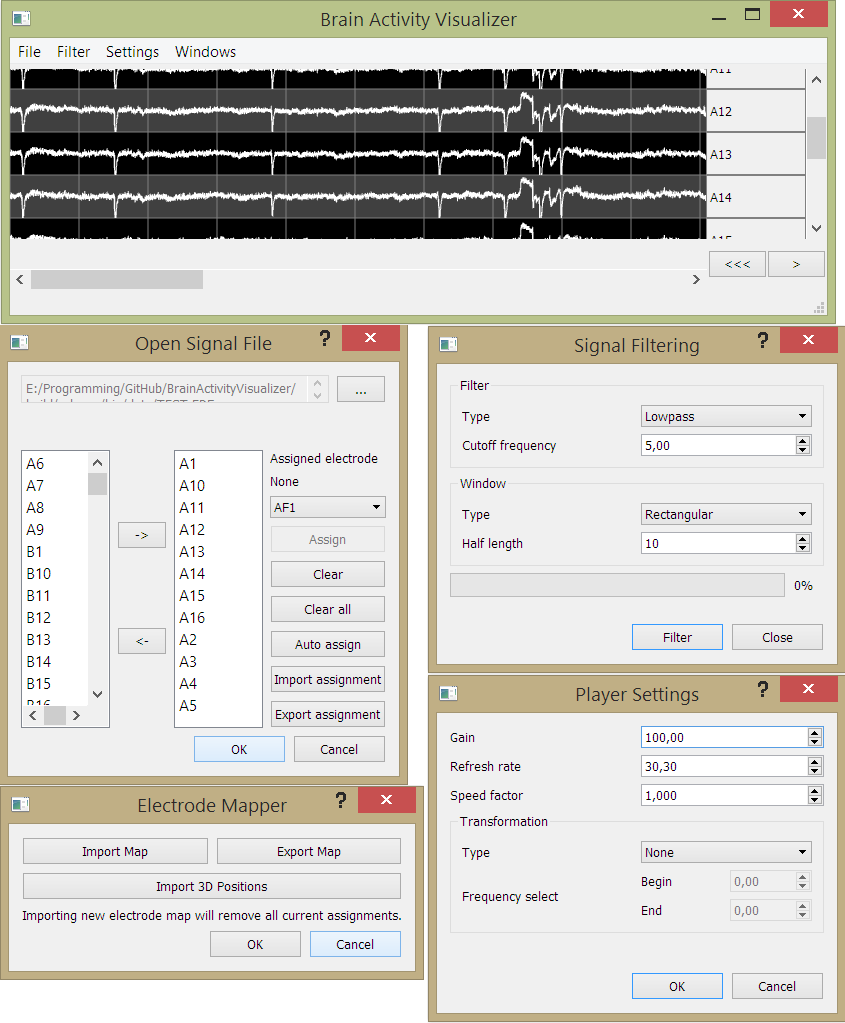 Brain Activity Visualizer
File Filter Settings Windows
A11
A12
A13
A14
A15
<<< >
Open Signal File
E:/Programming/GitHub/BrainActivityVisualizer/
...
A6
A7
A8
A9
B1
B10
B11
B12
B13
B14
B15
B16
->
<-
A1
A10
A11
A12
A13
A14
A15
A16
A2
A3
A4
A5
Assigned electrode
None
AF1
Assign
Clear
Clear all
Auto assign
Import assignment
Export assignment
OK Cancel
Signal Filtering
Filter
Type Lowpass
Cutoff frequency 5,00
Window
Type Rectangular
Half length 10
0%
Filter Close
Electrode Mapper
Import Map Export Map
Import 3D Positions
Importing new electrode map will remove all current assignments.
OK Cancel
Player Settings
Gain 100,00
Refresh rate 30,30
Speed factor 1,000
Transformation
Type None
Frequency select
Begin 0,00
End 0,00
OK Cancel